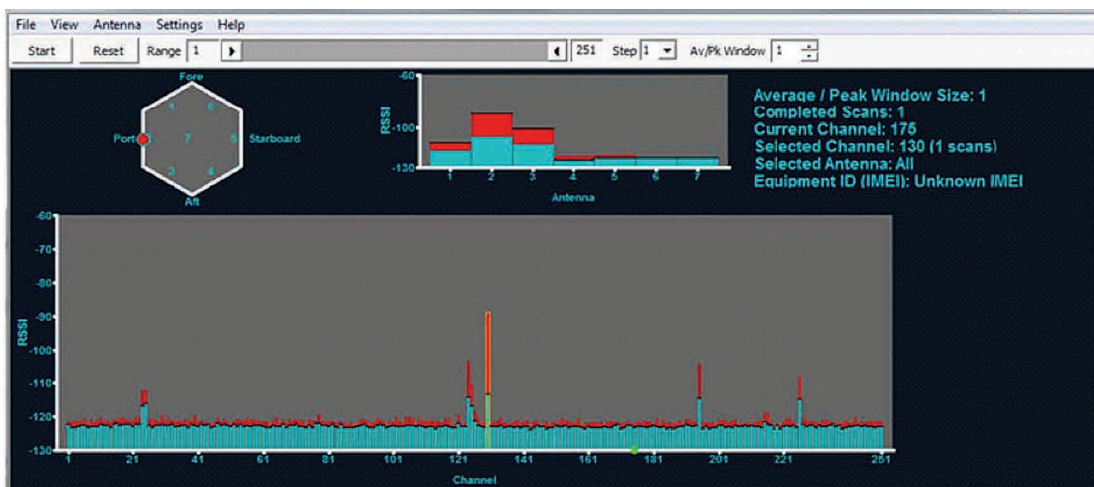 File View Antenna Settings Help
Start Reset Range 1 251 Step 1 Av/Pk Window 1
Fore
1 6
Port 7 5 Starboard
3 4
Aft
-60
-100
-130
RSSI
1 2 3 4 5 6 7
Antenna
Average / Peak Window Size: 1
Completed Scans: 1
Current Channel: 175
Selected Channel: 130 (1 scans)
Selected Antenna: All
Equipment ID (IMEI): Unknown IMEI
-60
-70
-80
-90
-100
-110
-120
-130
RSSI
1 21 41 61 81 101 121 141 161 181 201 221 251
Channel